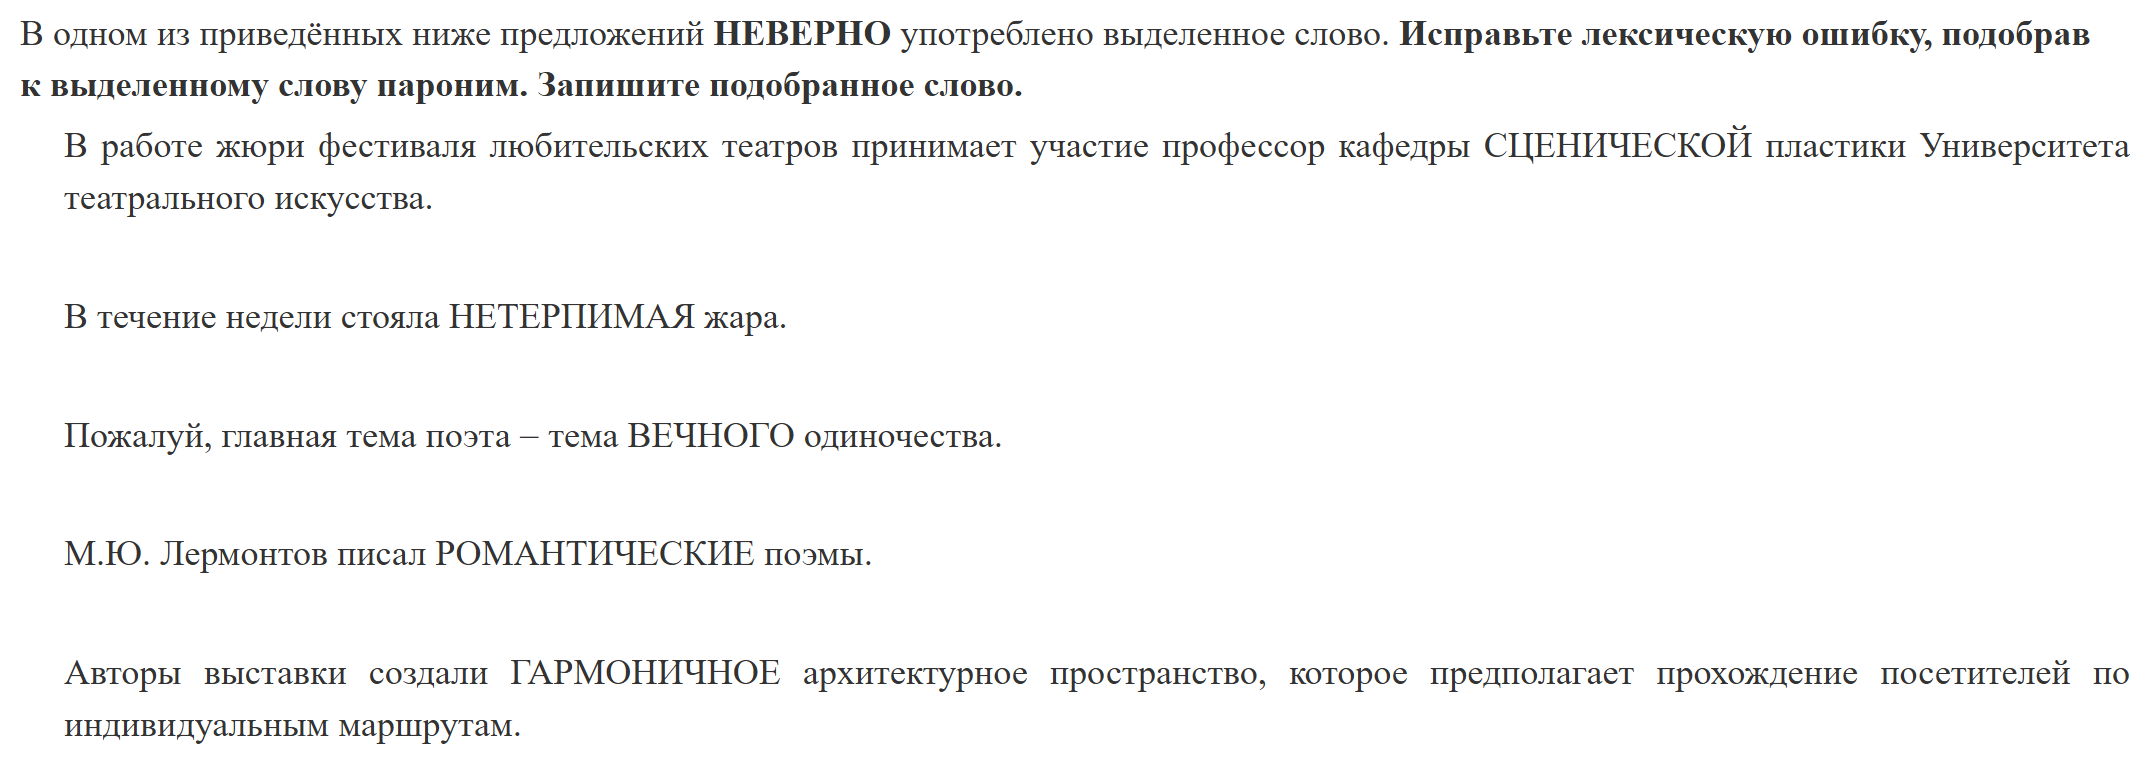 В одном из приведённых ниже предложений НЕВЕРНО употреблено выделенное слово. Исправьте лексическую ошибку, подобрав
к выделенному слову пароним. Запишите подобранное слово.
В работе жюри фестиваля любительских театров принимает участие профессор кафедры СЦЕНИЧЕСКОЙ пластики Университета
театрального искусства.
В течение недели стояла НЕТЕРПИМАЯ жара.
Пожалуй, главная тема поэта – тема ВЕЧНОГО одиночества.
М.Ю. Лермонтов писал РОМАНТИЧЕСКИЕ поэмы.
Авторы выставки создали ГАРМОНИЧНОЕ архитектурное пространство, которое предполагает прохождение посетителей по
индивидуальным маршрутам.